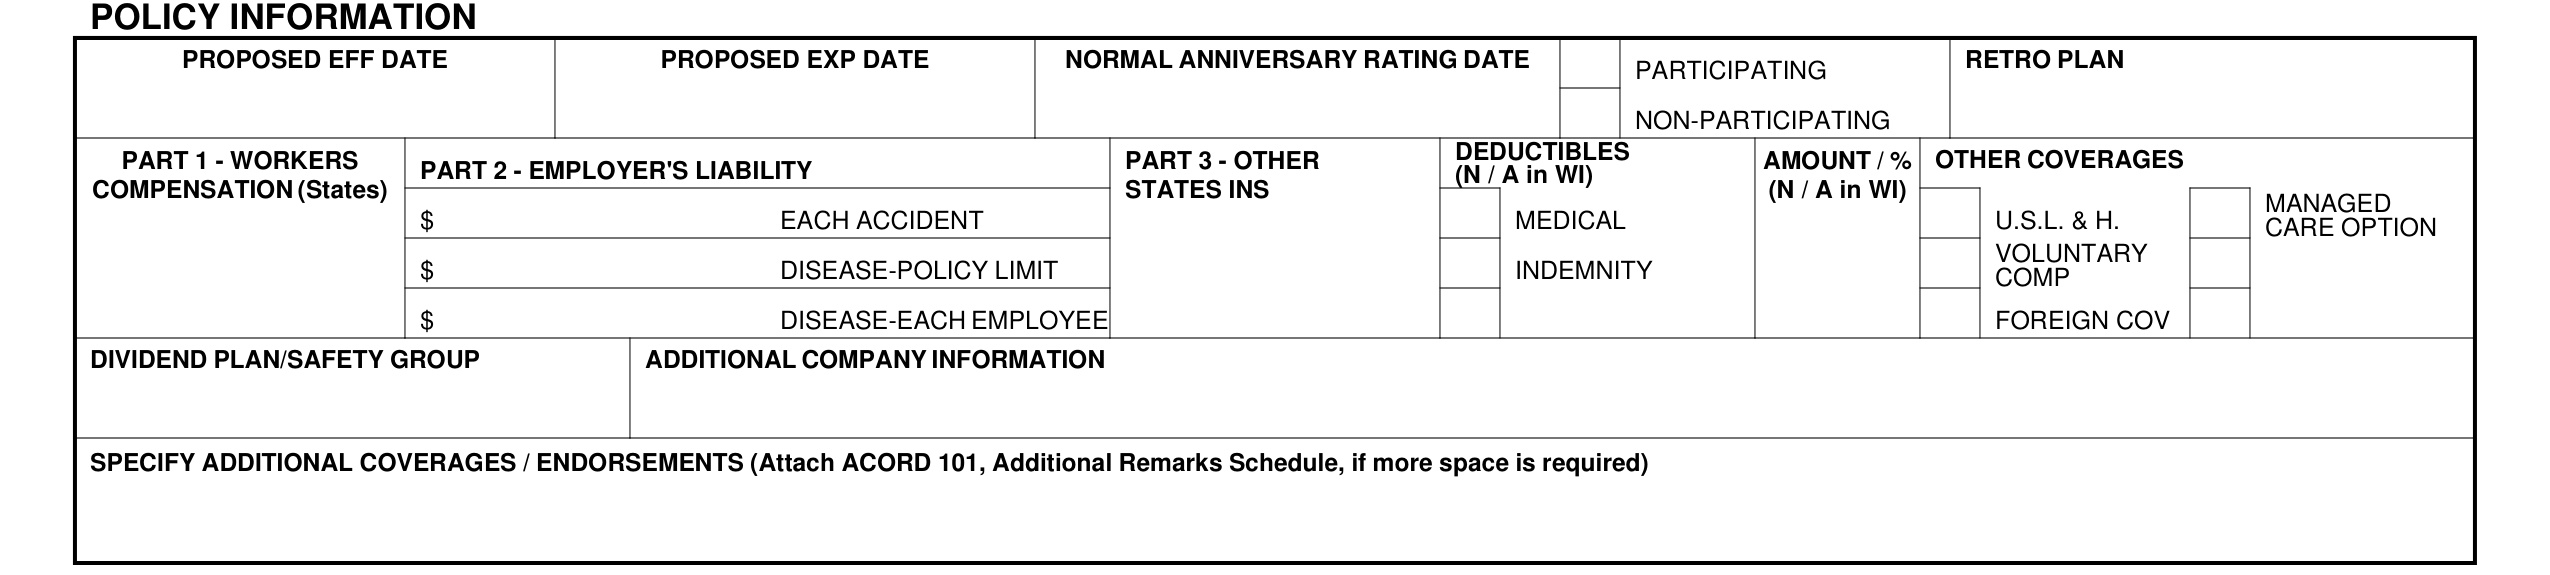 POLICY INFORMATION
PROPOSED EFF DATE
PROPOSED EXP DATE
NORMAL ANNIVERSARY RATING DATE
PARTICIPATING
NON-PARTICIPATING
RETRO PLAN
PART 1 - WORKERS
COMPENSATION (States)
PART 2 - EMPLOYER'S LIABILITY
$ EACH ACCIDENT
$ DISEASE-POLICY LIMIT
$ DISEASE-EACH EMPLOYEE
PART 3 - OTHER
STATES INS
DEDUCTIBLES
(N / A in WI)
MEDICAL
INDEMNITY
AMOUNT / %
(N / A in WI)
OTHER COVERAGES
U.S.L. & H.
VOLUNTARY
COMP
FOREIGN COV
MANAGED
CARE OPTION
DIVIDEND PLAN/SAFETY GROUP
ADDITIONAL COMPANY INFORMATION
SPECIFY ADDITIONAL COVERAGES / ENDORSEMENTS (Attach ACORD 101, Additional Remarks Schedule, if more space is required)